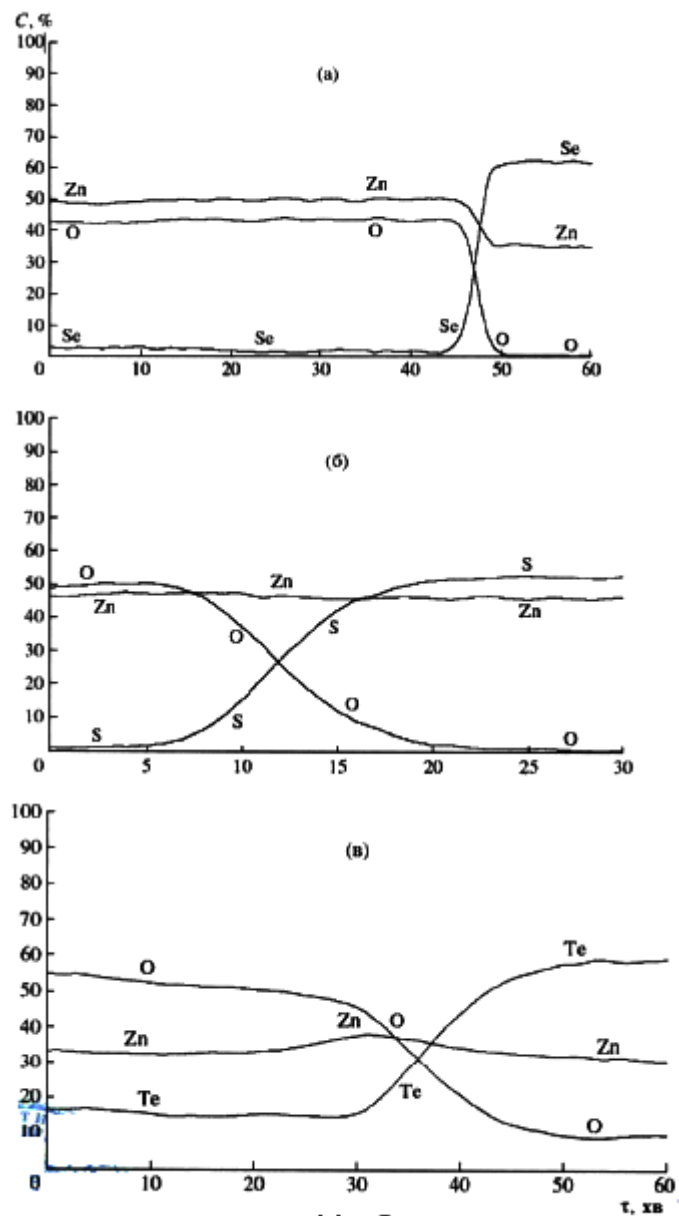 C, %
100
(а)
90
80
70
Se
60
Zn Zn
50
O O Zn
40
30
20
Se Se Se O O
10
0 10 20 30 40 50 60
100
90
(б)
80
70
60
O Zn S
50
Zn S Zn
40
O
30
20
O
10
S S O
0 5 10 15 20 25 30
100
90
(в)
80
70
Te
60
O
50
40
Zn Zn O Zn
30
20
Te Te
10
O
0 10 20 30 40 50 60
τ, хв